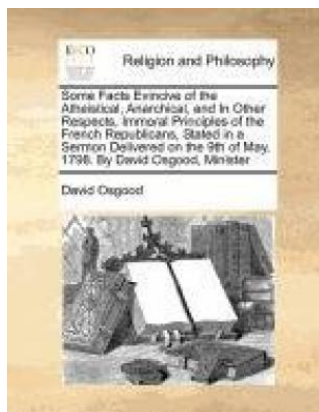 ECCO
Religion and Philosophy
Some Facts Evincive of the
Atheistical, Anarchical, and In Other
Respects, Immoral Principles of the
French Republicans, Stated in a
Sermon Delivered on the 9th of May,
1798. By David Osgood, Minister
David Osgood